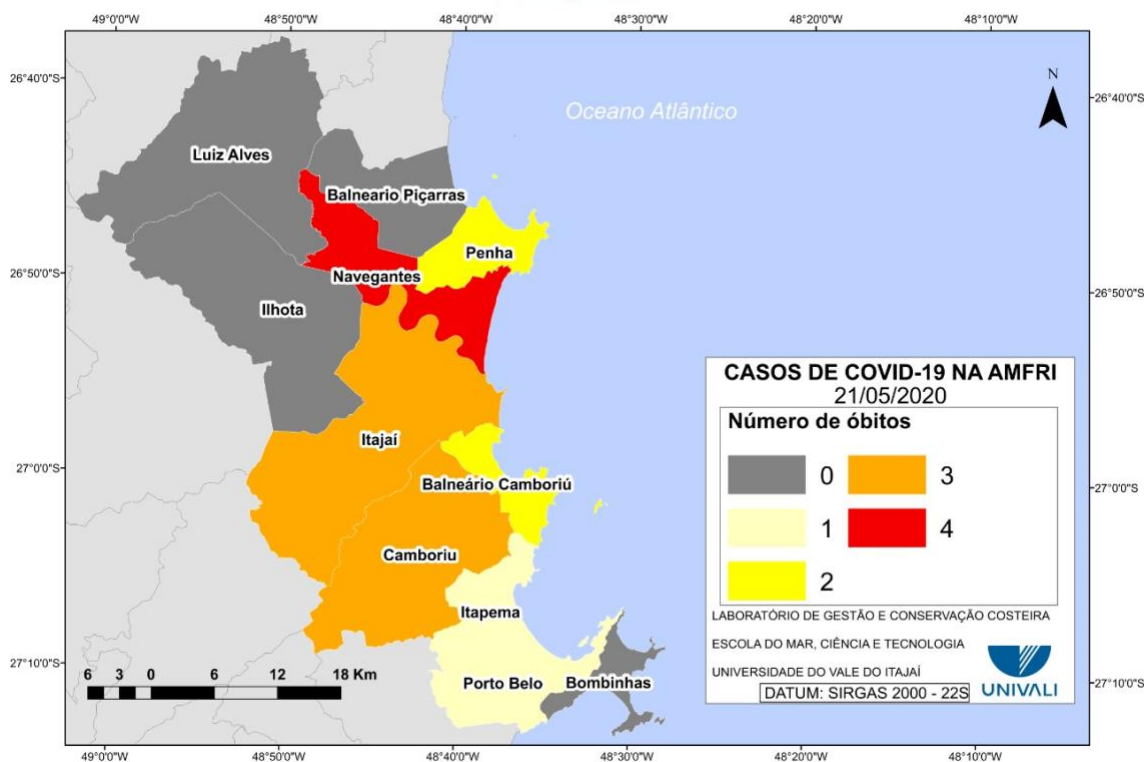 49°0'0"W 48°50'0"W 48°40'0"W 48°30'0"W 48°20'0"W 48°10'0"W
26°40'0"S
26°40'0"S
Oceano Atlântico
N
Luiz Alves
Balneario Piçarras
Penha
26°50'0"S
Navegantes
26°50'0"S
Ilhota
CASOS DE COVID-19 NA AMFRI
21/05/2020
Número de óbitos
0 3
1 4
2
Itajaí
27°0'0"S
Balneário Camboriú
27°0'0"S
Camboriu
Itapema
LABORATÓRIO DE GESTÃO E CONSERVAÇÃO COSTEIRA
ESCOLA DO MAR, CIÊNCIA E TECNOLOGIA
UNIVERSIDADE DO VALE DO ITAJAÍ
UNIVALI
DATUM: SIRGAS 2000 - 22S
27°10'0"S
27°10'0"S
Porto Belo
Bombinhas
6 3 0 6 12 18 Km
49°0'0"W 48°50'0"W 48°40'0"W 48°30'0"W 48°20'0"W 48°10'0"W